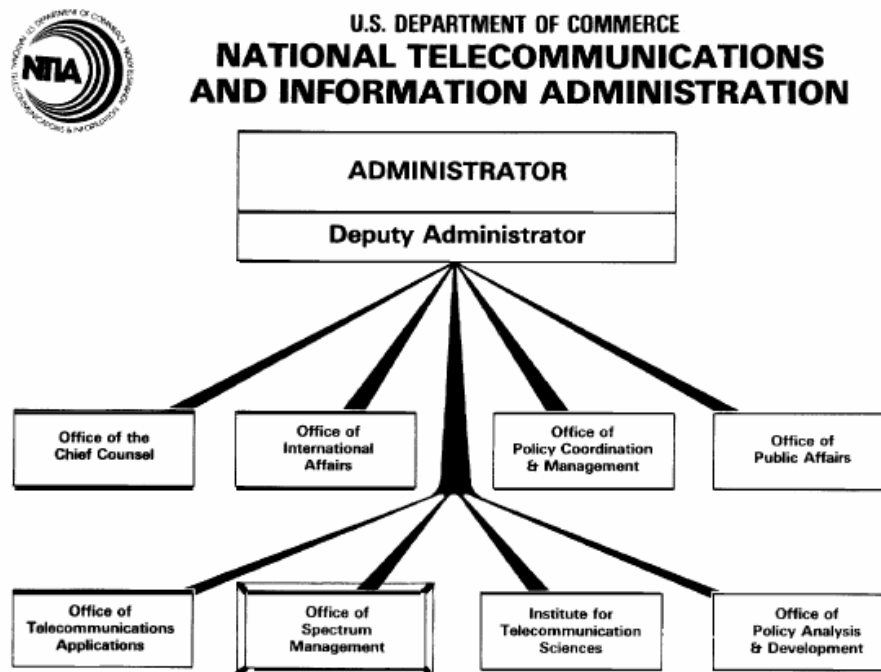 U.S. DEPARTMENT OF COMMERCE
NATIONAL TELECOMMUNICATIONS
AND INFORMATION ADMINISTRATION
NTIA
ADMINISTRATOR
Deputy Administrator
Office of the
Chief Counsel
Office of
International
Affairs
Office of
Policy Coordination
& Management
Office of
Public Affairs
Office of
Telecommunications
Applications
Office of
Spectrum
Management
Institute for
Telecommunication
Sciences
Office of
Policy Analysis
& Development